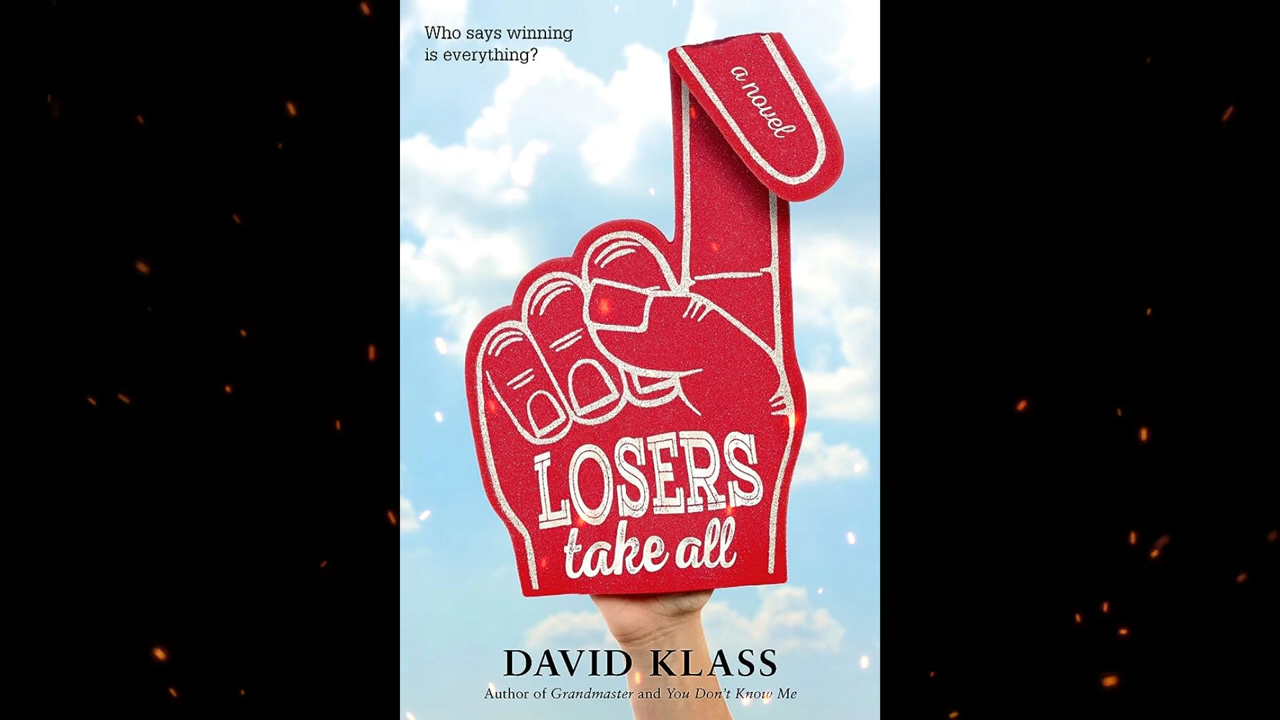 Who says winning
is everything?
a novel
LOSERS
take all
DAVID KLASS
Author of Grandmaster and You Don't Know Me